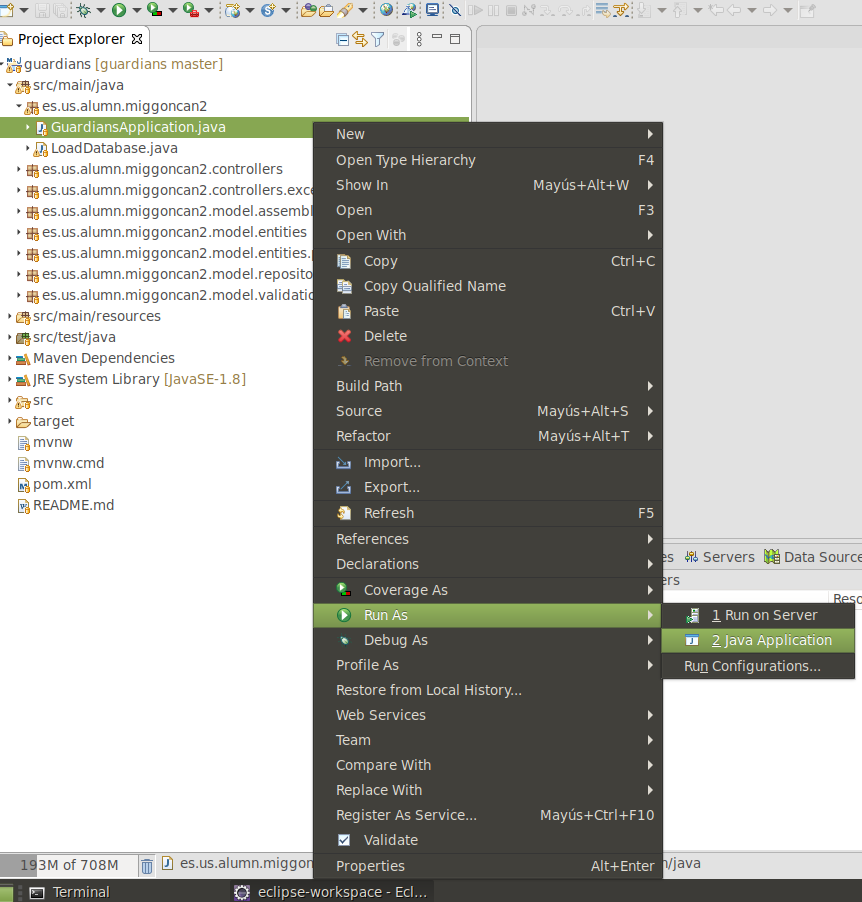 Project Explorer
guardians [guardians master]
src/main/java
es.us.alumn.miggoncan2
GuardiansApplication.java
LoadDatabase.java
es.us.alumn.miggoncan2.controllers
es.us.alumn.miggoncan2.controllers.exce
es.us.alumn.miggoncan2.model.assembl
es.us.alumn.miggoncan2.model.entities
es.us.alumn.miggoncan2.model.entities.
es.us.alumn.miggoncan2.model.reposito
es.us.alumn.miggoncan2.model.validatio
src/main/resources
src/test/java
Maven Dependencies
JRE System Library [JavaSE-1.8]
src
target
mvnw
mvnw.cmd
pom.xml
README.md
New
Open Type Hierarchy F4
Show In Mayús+Alt+W
Open F3
Open With
Copy Ctrl+C
Copy Qualified Name
Paste Ctrl+V
Delete
Remove from Context
Build Path
Source Mayús+Alt+S
Refactor Mayús+Alt+T
Import...
Export...
Refresh F5
References
Declarations
Coverage As
Run As
Debug As
Profile As
Restore from Local History...
Web Services
Team
Compare With
Replace With
Register As Service... Mayús+Ctrl+F10
Validate
Properties Alt+Enter
1 Run on Server
2 Java Application
Run Configurations...
es Servers Data Source
ers
Reso
193M of 708M es.us.alumn.miggon /java
Terminal eclipse-workspace - Ecl...